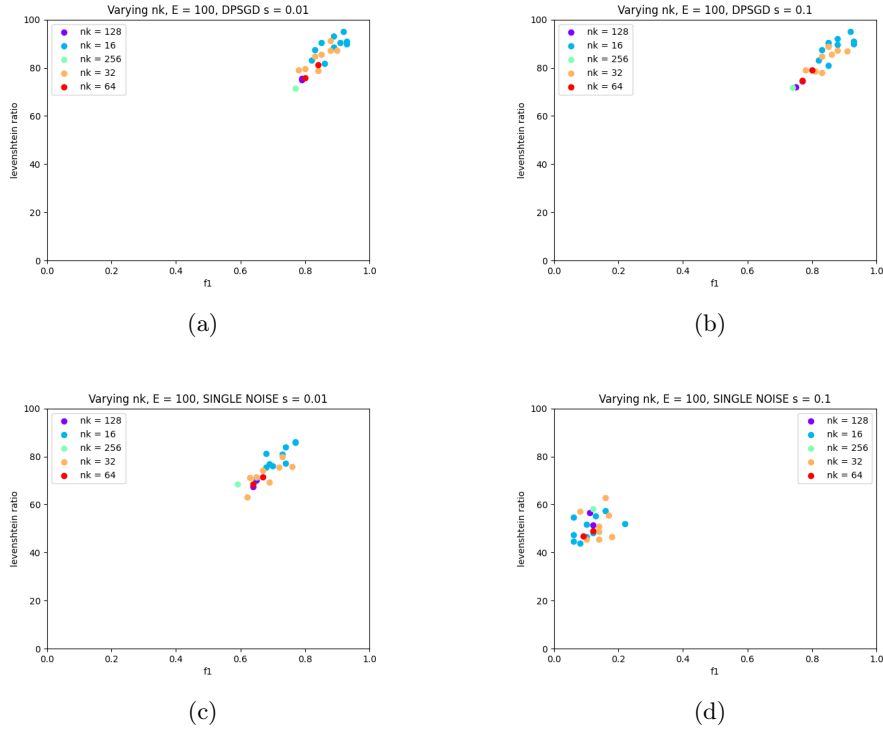 Varying nk, E = 100, DPSGD s = 0.01
100
80
60
40
20
0
levenshtein ratio
nk = 128
nk = 16
nk = 256
nk = 32
nk = 64
0.0 0.2 0.4 0.6 0.8 1.0
f1
(a)
Varying nk, E = 100, DPSGD s = 0.1
100
80
60
40
20
0
levenshtein ratio
nk = 128
nk = 16
nk = 256
nk = 32
nk = 64
0.0 0.2 0.4 0.6 0.8 1.0
f1
(b)
Varying nk, E = 100, SINGLE NOISE s = 0.01
100
80
60
40
20
0
levenshtein ratio
nk = 128
nk = 16
nk = 256
nk = 32
nk = 64
0.0 0.2 0.4 0.6 0.8 1.0
f1
(c)
Varying nk, E = 100, SINGLE NOISE s = 0.1
100
80
60
40
20
0
levenshtein ratio
nk = 128
nk = 16
nk = 256
nk = 32
nk = 64
0.0 0.2 0.4 0.6 0.8 1.0
f1
(d)